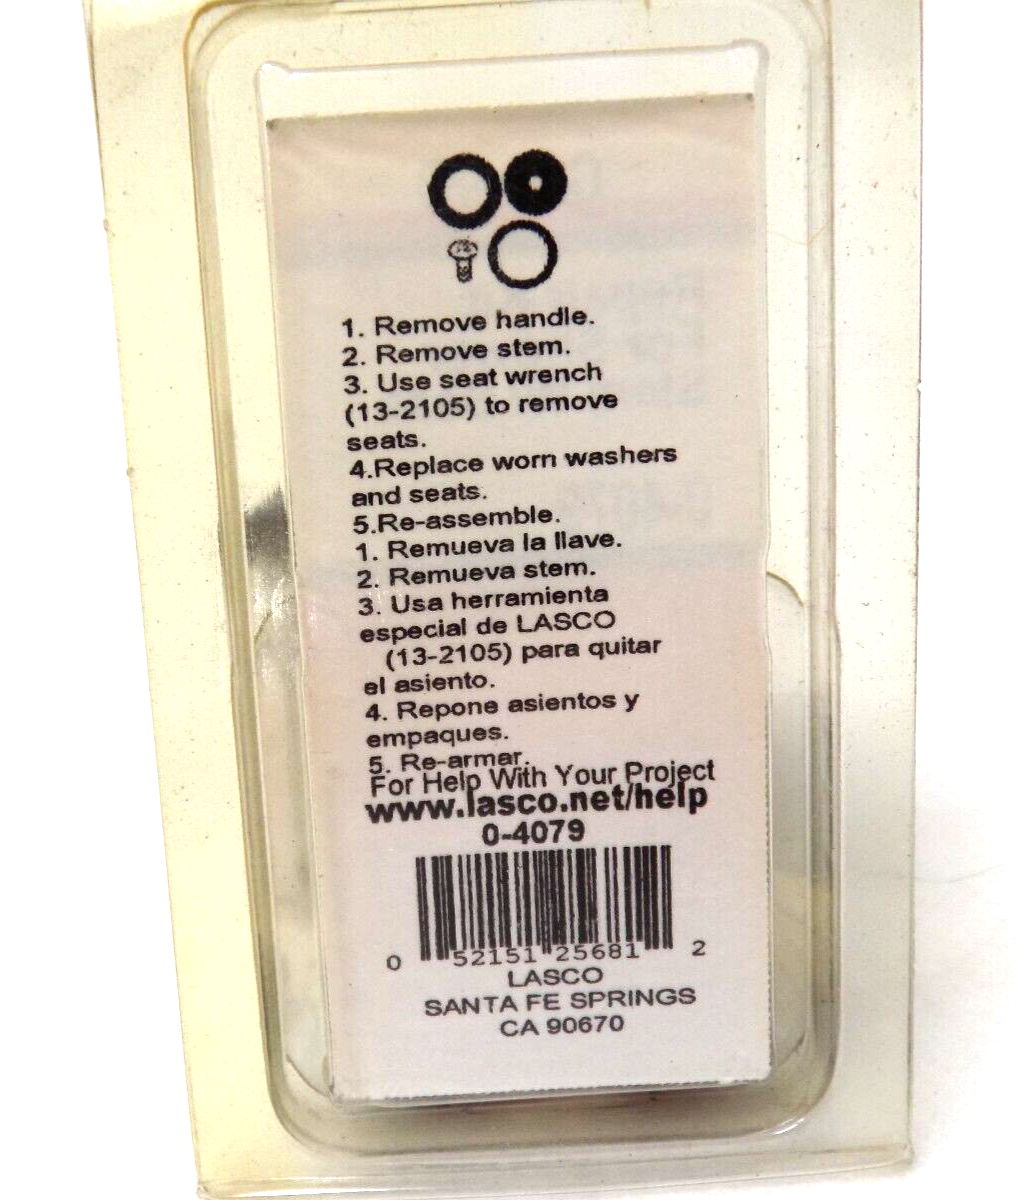 1. Remove handle.
2. Remove stem.
3. Use seat wrench
(13-2105) to remove
seats.
4.Replace worn washers
and seats.
5.Re-assemble.
1. Remueva la llave.
2. Remueva stem.
3. Usa herramienta
especial de LASCO
(13-2105) para quitar
el asiento.
4. Repone asientos y
empaques.
5. Re-armar.
For Help With Your Project
www.lasco.net/help
0-4079
0 52151 25681 2
LASCO
SANTA FE SPRINGS
CA 90670